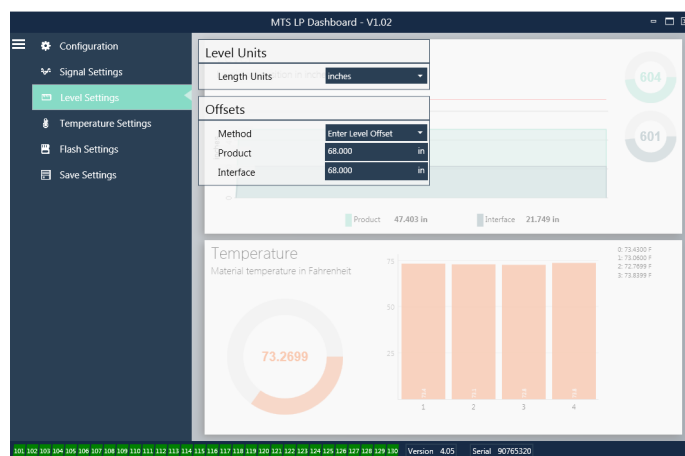 MTS LP Dashboard - V1.02
Configuration
Signal Settings
Level Settings
Temperature Settings
Flash Settings
Save Settings
Level Units
Length Units inches
Offsets
Method Enter Level Offset
Product 68.000 in
Interface 68.000 in
604
601
Product 47.403 in Interface 21.749 in
Temperature
Material temperature in Fahrenheit
73.2699
75
50
25
1 2 3 4
0: 73.4300 F
1: 73.0600 F
2: 72.7699 F
3: 73.8399 F
101 102 103 104 105 106 107 108 109 110 111 112 113 114 115 116 117 118 119 120 121 122 123 124 125 126 127 128 129 130 Version 4.05 Serial 90765320